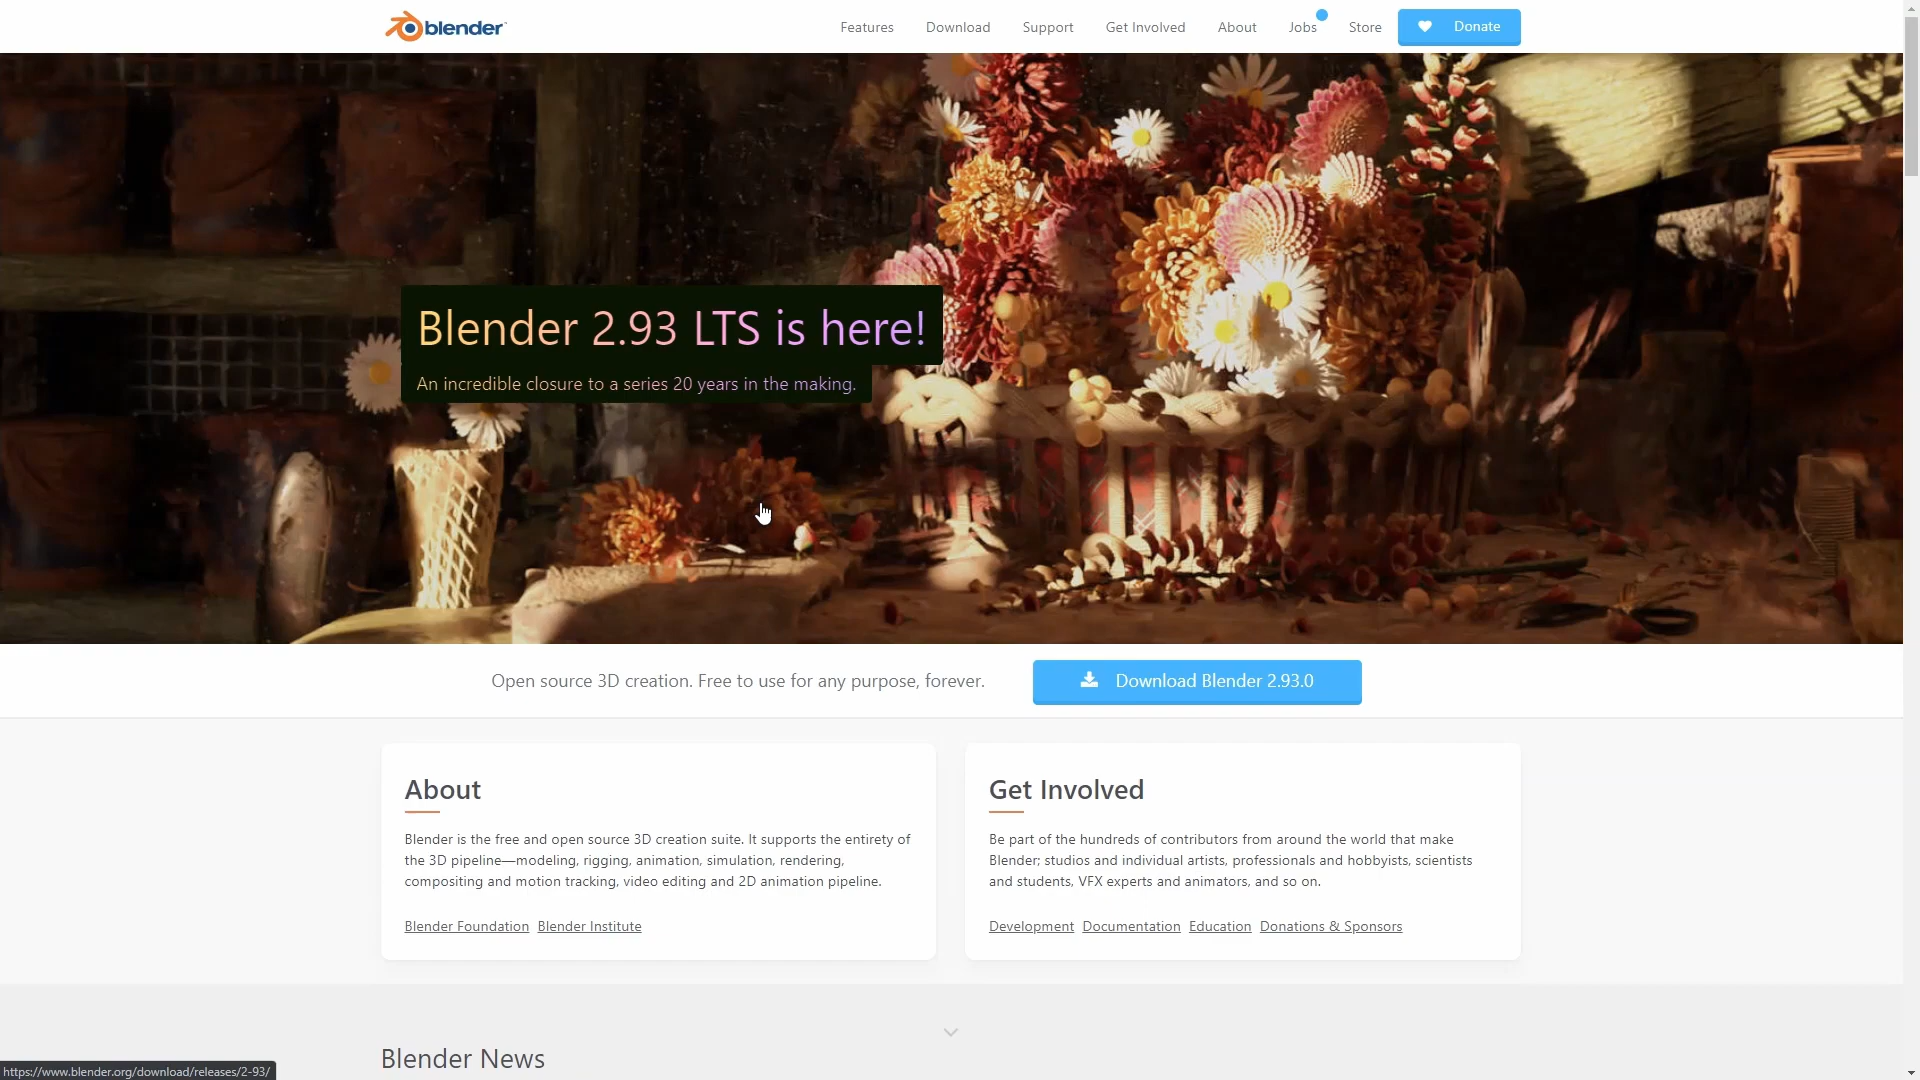 blender
Features
Download
Support
Get Involved
About
Jobs
Store
Donate
Blender 2.93 LTS is here!
An incredible closure to a series 20 years in the making.
Open source 3D creation. Free to use for any purpose, forever.
Download Blender 2.93.0
About
Blender is the free and open source 3D creation suite. It supports the entirety of
the 3D pipeline—modeling, rigging, animation, simulation, rendering,
compositing and motion tracking, video editing and 2D animation pipeline.
Blender Foundation Blender Institute
Get Involved
Be part of the hundreds of contributors from around the world that make
Blender; studios and individual artists, professionals and hobbyists, scientists
and students, VFX experts and animators, and so on.
Development Documentation Education Donations & Sponsors
Blender News
https://www.blender.org/download/releases/2-93/